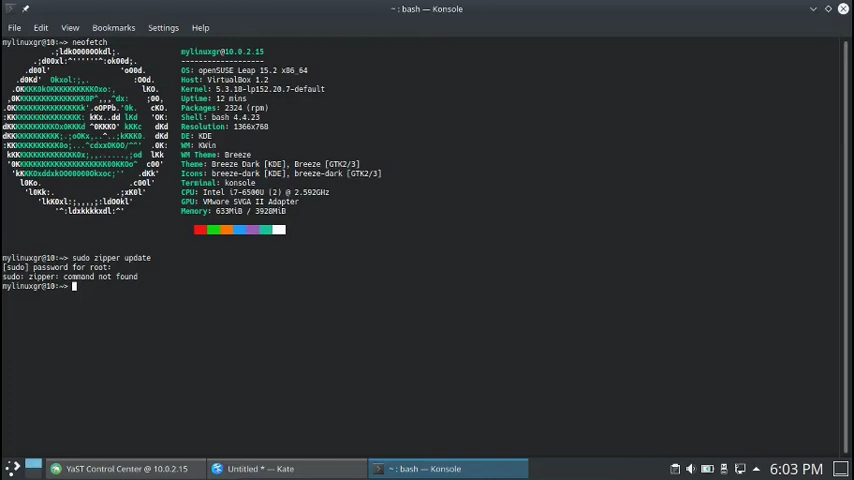 ~ : bash — Konsole
File Edit View Bookmarks Settings Help
mylinuxgr@10:~> neofetch
mylinuxgr@10.0.2.15
-------------------
OS: openSUSE Leap 15.2 x86_64
Host: VirtualBox 1.2
Kernel: 5.3.18-lp152.20.7-default
Uptime: 12 mins
Packages: 2324 (rpm)
Shell: bash 4.4.23
Resolution: 1366x768
DE: KDE
WM: KWin
WM Theme: Breeze
Theme: Breeze Dark [KDE], Breeze [GTK2/3]
Icons: breeze-dark [KDE], breeze-dark [GTK2/3]
Terminal: konsole
CPU: Intel i7-6500U (2) @ 2.592GHz
GPU: VMware SVGA II Adapter
Memory: 633MiB / 3928MiB
mylinuxgr@10:~> sudo zipper update
[sudo] password for root:
sudo: zipper: command not found
mylinuxgr@10:~>
YaST Control Center @ 10.0.2.15
Untitled * — Kate
~ : bash — Konsole
6:03 PM